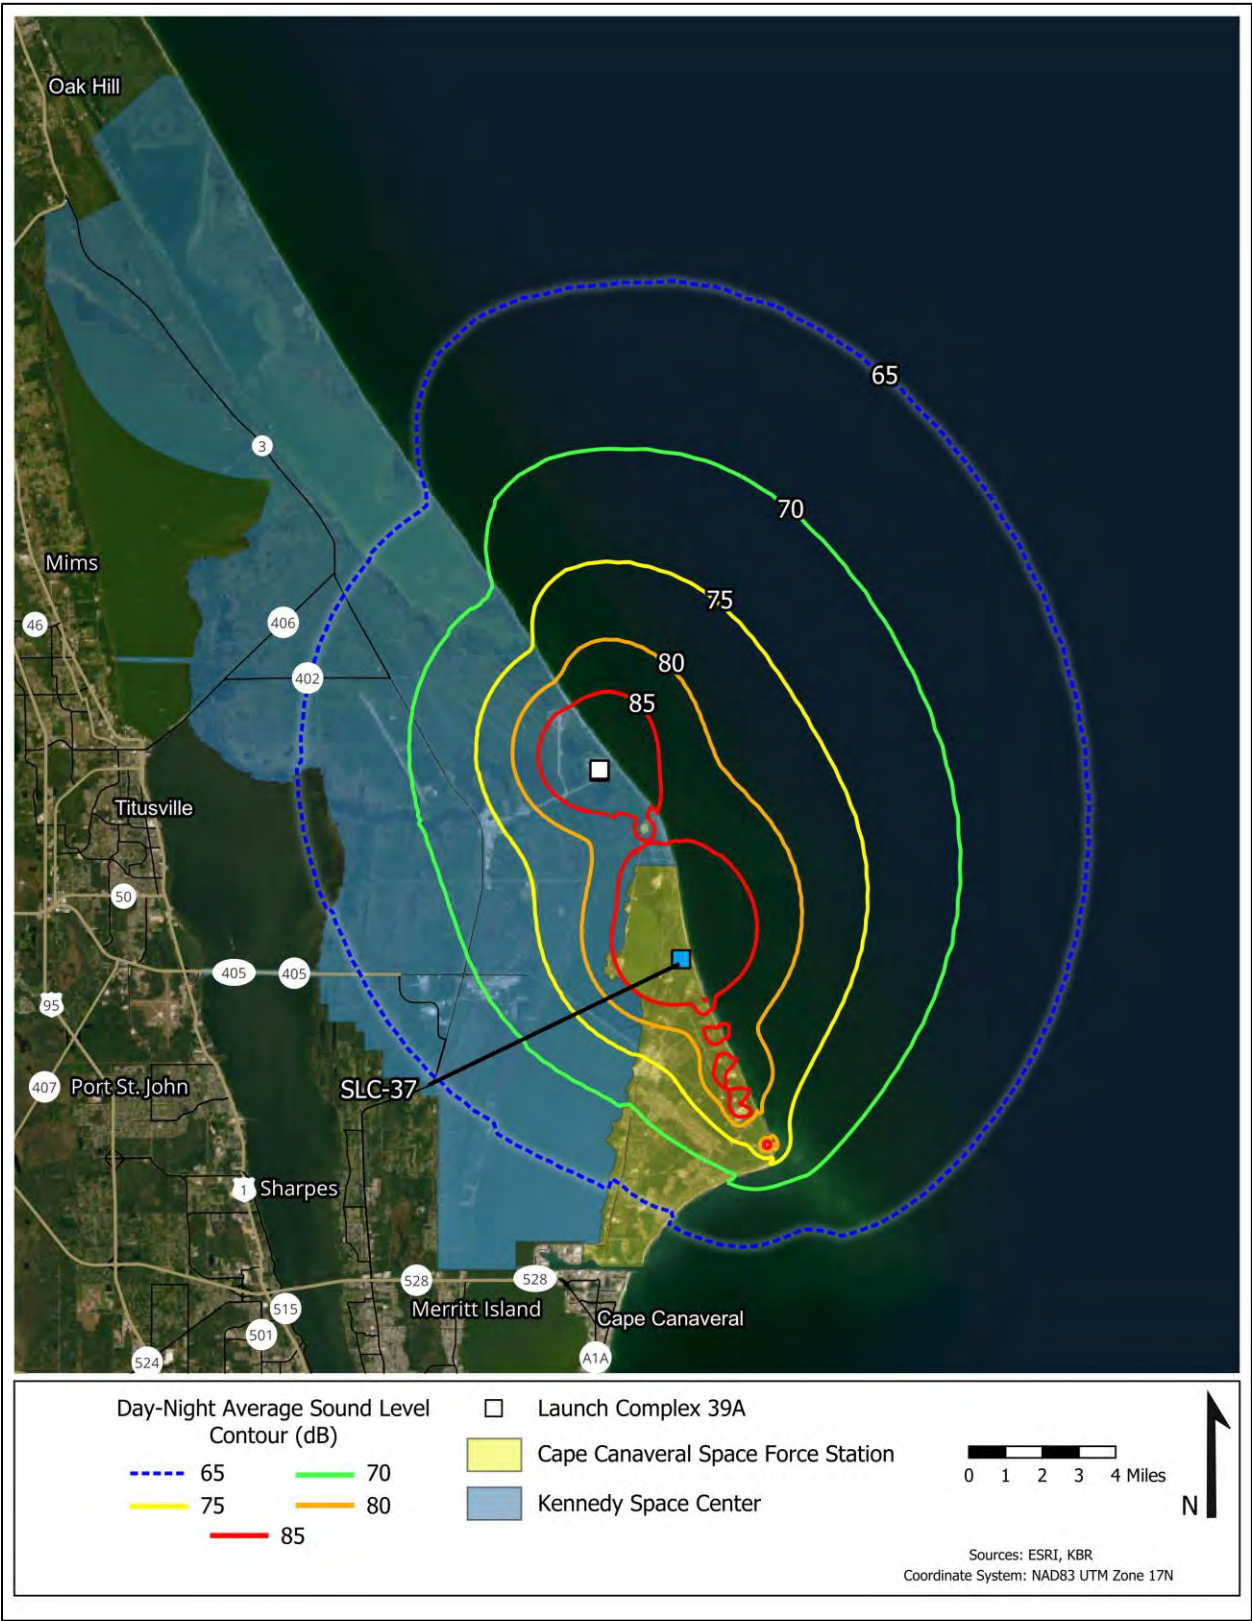 Oak Hill
65
3
70
Mims
75
46
406
80
402
85
Titusville
50
405
405
95
407
Port St. John
SLC-37
1
Sharpes
528
528
515
Merritt Island
Cape Canaveral
501
524
A1A
Day-Night Average Sound Level
Contour (dB)
65
70
75
80
85
Launch Complex 39A
Cape Canaveral Space Force Station
Kennedy Space Center
0 1 2 3 4 Miles
N
Sources: ESRI, KBR
Coordinate System: NAD83 UTM Zone 17N